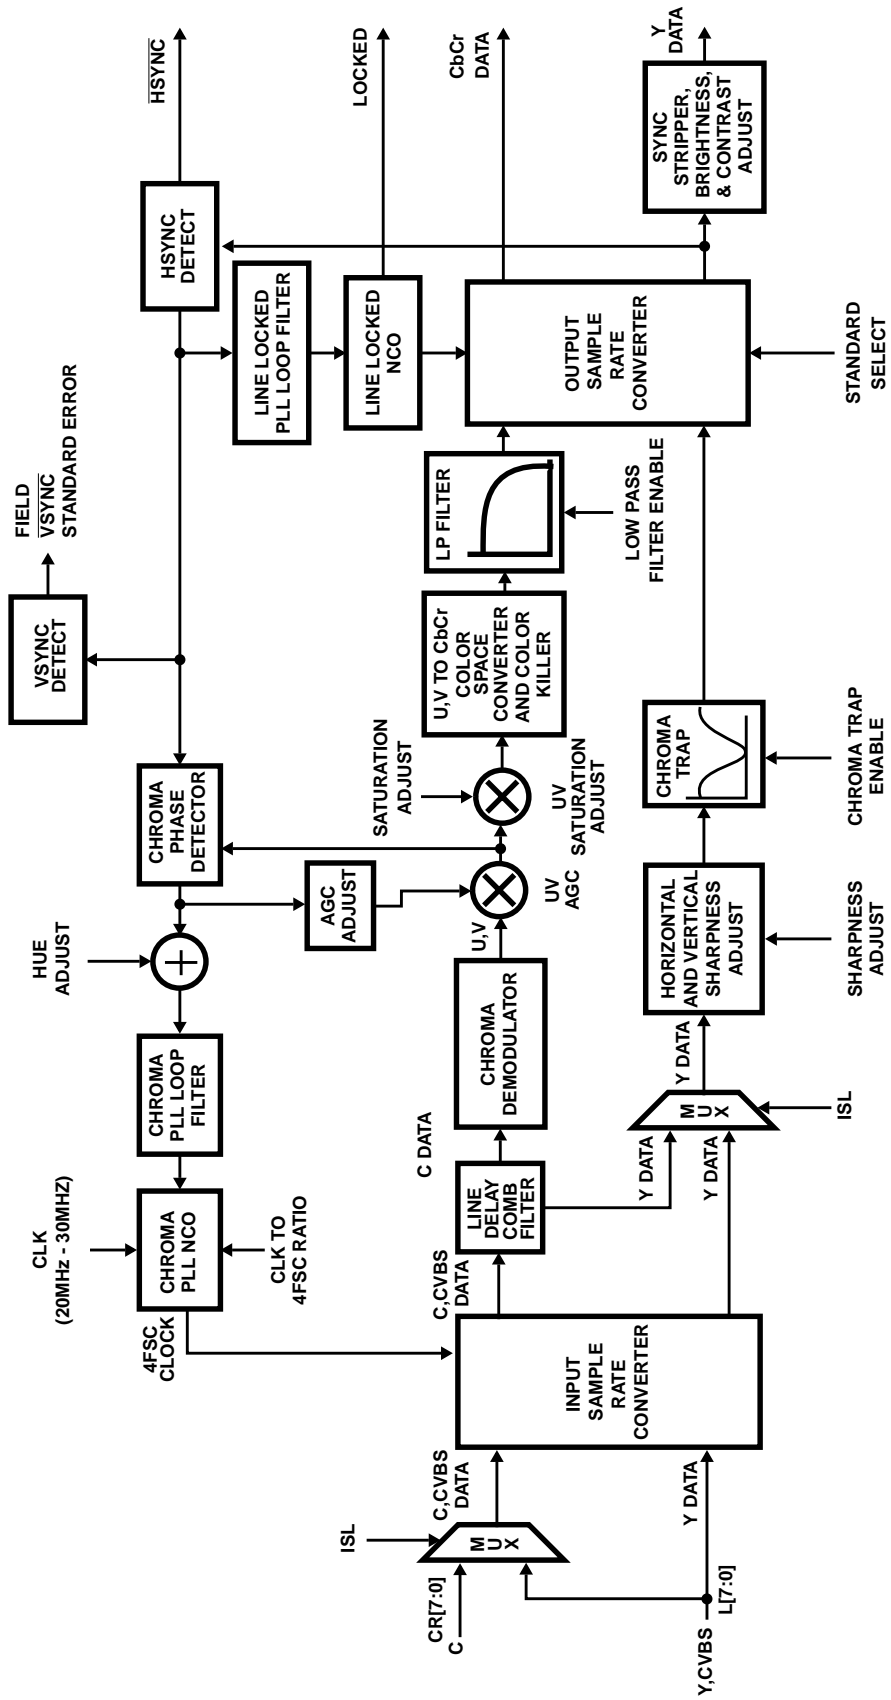 CLK
(20MHz - 30MHZ)
HUE
ADJUST
FIELD
VSYNC
STANDARD ERROR
VSYNC
DETECT
4FSC
CLOCK
CHROMA
PLL NCO
CLK TO
4FSC RATIO
CHROMA
PLL LOOP
FILTER
CHROMA
PHASE
DETECTOR
AGC
ADJUST
HSYNC
DETECT
HSYNC
LINE LOCKED
PLL LOOP FILTER
LINE LOCKED
NCO
LOCKED
ISL
CR[7:0]
C
M
U
X
C,CVBS
DATA
INPUT
SAMPLE
RATE
CONVERTER
C,CVBS
DATA
LINE
DELAY
COMB
FILTER
C DATA
CHROMA
DEMODULATOR
U,V
UV
AGC
SATURATION
ADJUST
UV
SATURATION
ADJUST
U,V TO CbCr
COLOR
SPACE
CONVERTER
AND COLOR
KILLER
LP FILTER
LOW PASS
FILTER ENABLE
OUTPUT
SAMPLE
RATE
CONVERTER
CbCr
DATA
Y,CVBS
L[7:0]
Y DATA
Y DATA
Y DATA
M
U
X
ISL
Y DATA
HORIZONTAL
AND VERTICAL
SHARPNESS
ADJUST
SHARPNESS
ADJUST
CHROMA
TRAP
CHROMA TRAP
ENABLE
STANDARD
SELECT
SYNC
STRIPPER,
BRIGHTNESS,
& CONTRAST
ADJUST
Y
DATA